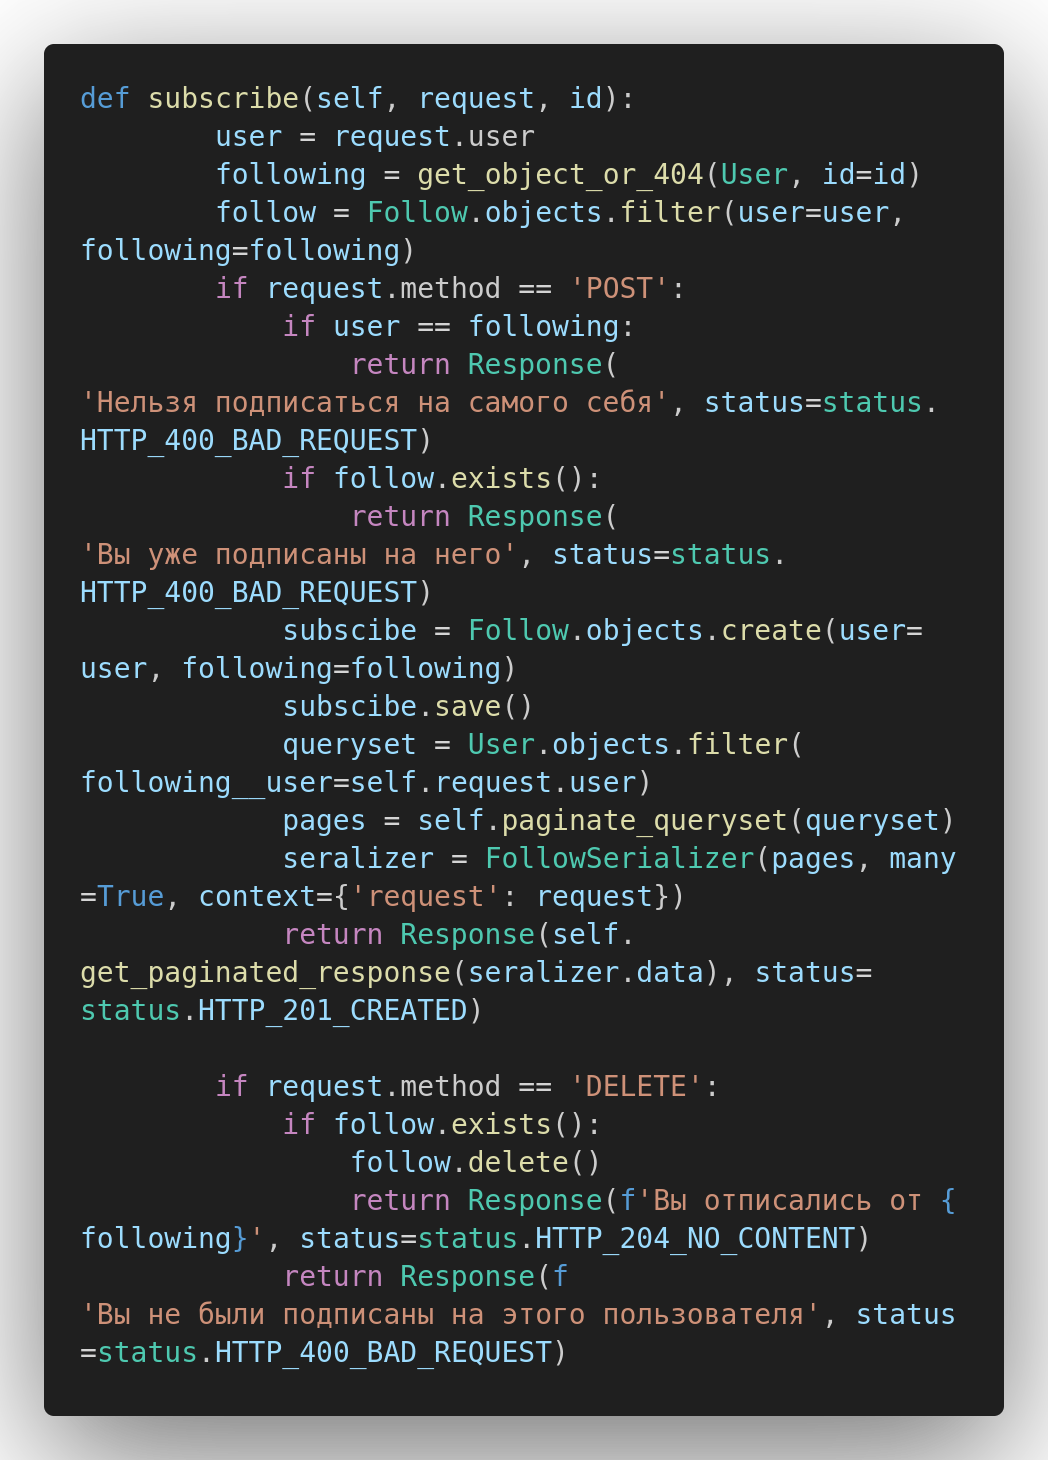 def subscribe(self, request, id):
        user = request.user
        following = get_object_or_404(User, id=id)
        follow = Follow.objects.filter(user=user,
following=following)
        if request.method == 'POST':
            if user == following:
                return Response(
'Нельзя подписаться на самого себя', status=status.
HTTP_400_BAD_REQUEST)
            if follow.exists():
                return Response(
'Вы уже подписаны на него', status=status.
HTTP_400_BAD_REQUEST)
            subscibe = Follow.objects.create(user=
user, following=following)
            subscibe.save()
            queryset = User.objects.filter(
following__user=self.request.user)
            pages = self.paginate_queryset(queryset)
            seralizer = FollowSerializer(pages, many
=True, context={'request': request})
            return Response(self.
get_paginated_response(seralizer.data), status=
status.HTTP_201_CREATED)

        if request.method == 'DELETE':
            if follow.exists():
                follow.delete()
                return Response(f'Вы отписались от {
following}', status=status.HTTP_204_NO_CONTENT)
            return Response(f
'Вы не были подписаны на этого пользователя', status
=status.HTTP_400_BAD_REQUEST)